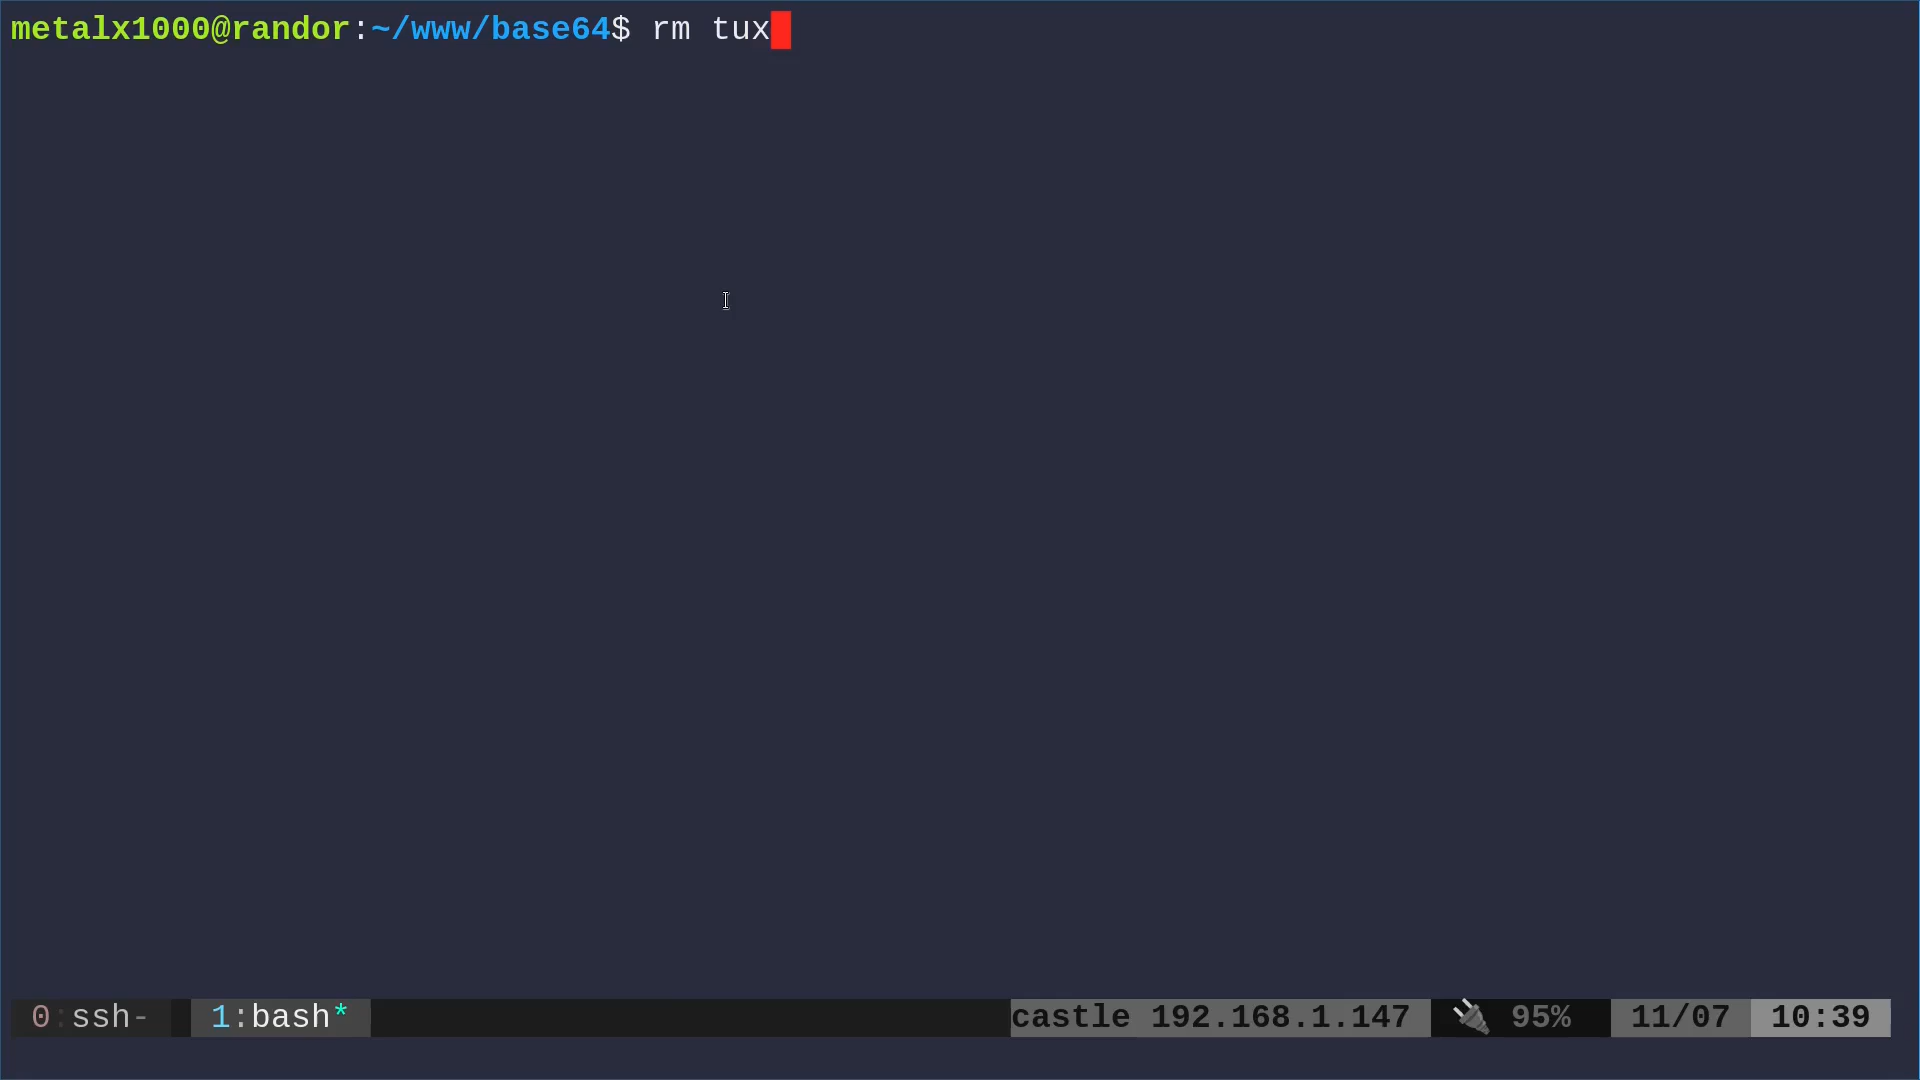 metalx1000@randor:~/www/base64$ rm tux
0:ssh- 1:bash* castle 192.168.1.147 🔌 95% 11/07 10:39